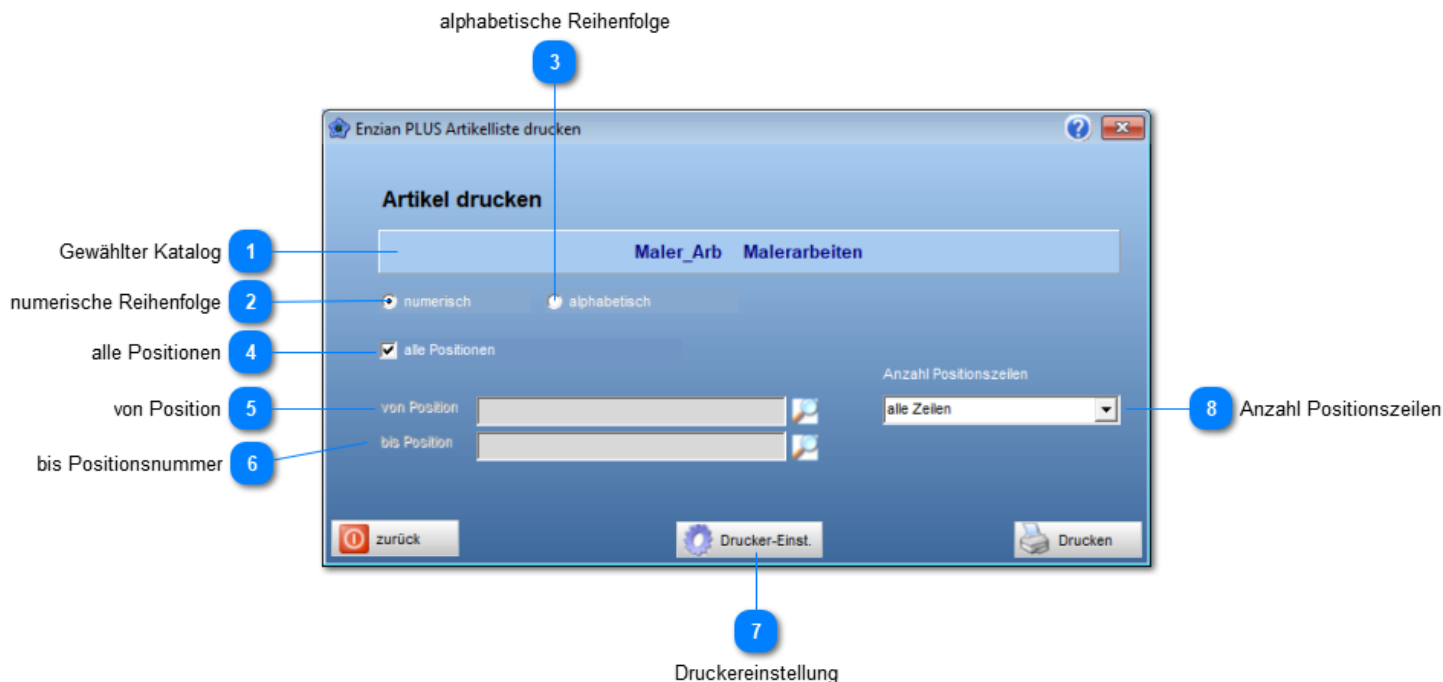 alphabetische Reihenfolge
3
Enzian PLUS Artikelliste drucken
?
Artikel drucken
Gewählter Katalog 1
Maler_Arb Malerarbeiten
numerische Reihenfolge 2
numerisch alphabetisch
alle Positionen 4
alle Positionen
Anzahl Positionszeilen
von Position 5
von Position
alle Zeilen
8 Anzahl Positionszeilen
bis Positionsnummer 6
bis Position
zurück Drucker-Einst. Drucken
7
Druckereinstellung